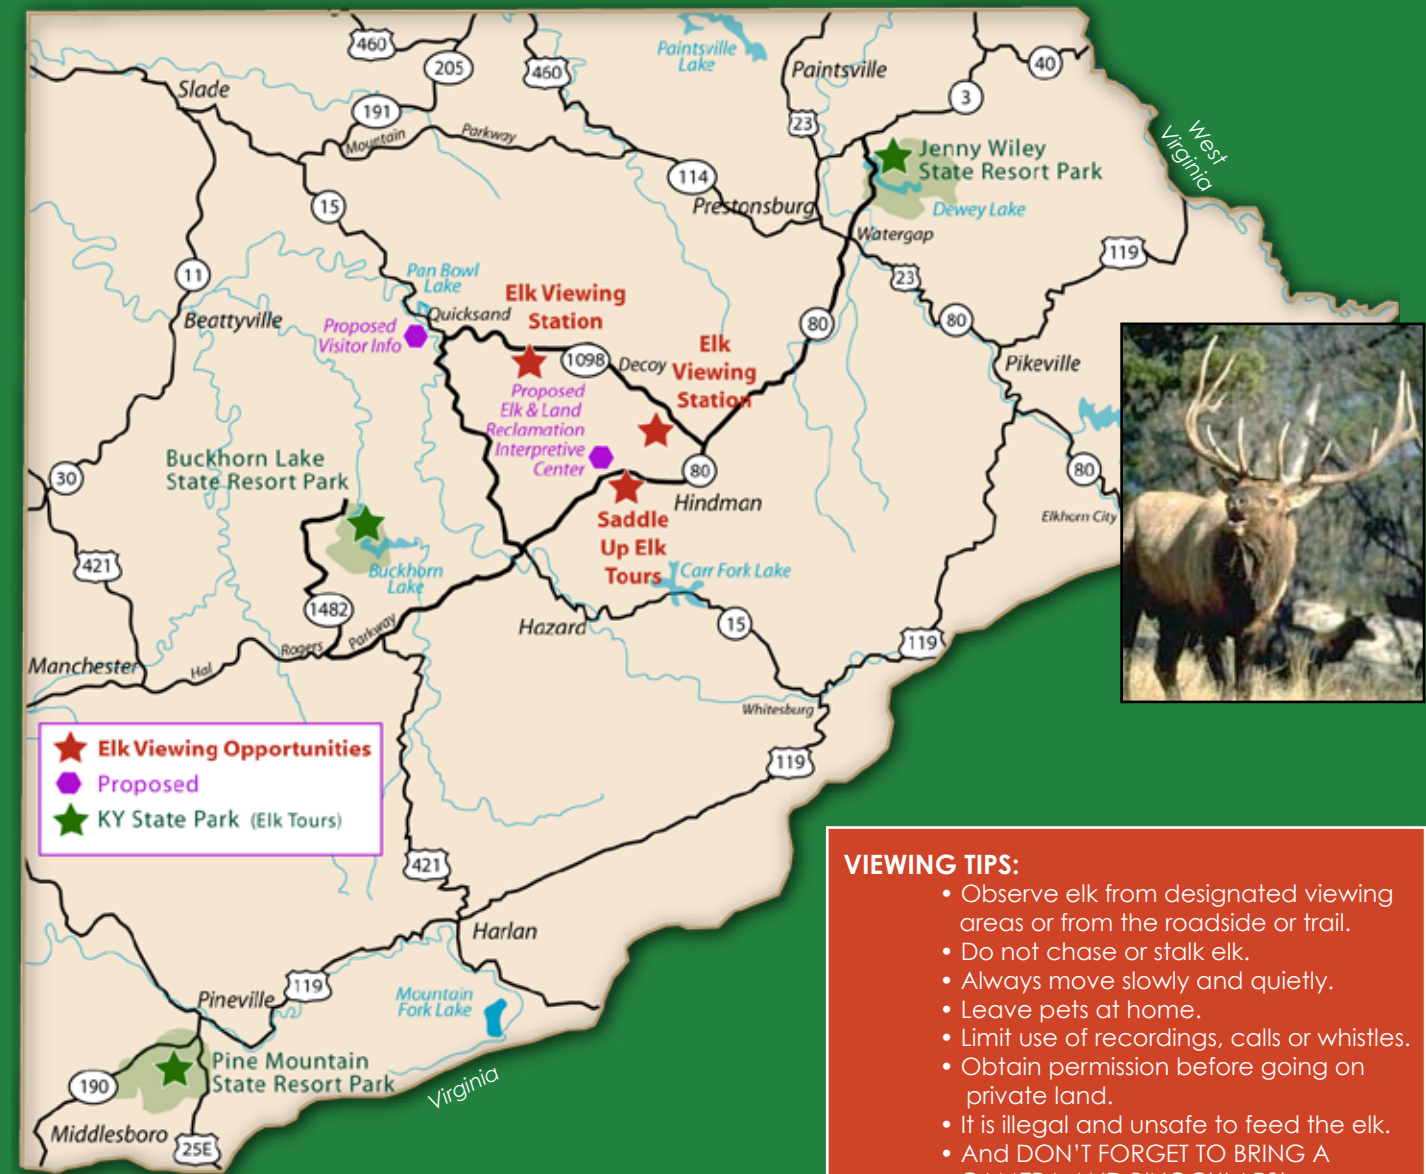 460
205
460
Paintsville
Lake
Paintsville
40
3
Slade
191
Mountain
Parkway
23
West
Virginia
Jenny Wiley
State Resort Park
114
Prestonsburg
Dewey Lake
15
Watergap
119
11
Pan Bowl
Lake
23
Elk Viewing
Station
Quicksand
Beattyville
Proposed
Visitor Info
80
80
1098
Decoy
Elk
Viewing
Station
Pikeville
Proposed
Elk & Land
Reclamation
Interpretive
Center
Buckhorn Lake
State Resort Park
30
80
80
Hindman
Elkhorn City
Saddle
Up Elk
Tours
421
Buckhorn
Lake
Carr Fork Lake
1482
Hazard
15
119
Manchester
Hal
Rogers
Parkway
Whitesburg
119
Elk Viewing Opportunities
Proposed
KY State Park (Elk Tours)
421
Harlan
119
Pineville
Mountain
Fork Lake
Pine Mountain
State Resort Park
190
Virginia
Middlesboro
25E
VIEWING TIPS:
• Observe elk from designated viewing
areas or from the roadside or trail.
• Do not chase or stalk elk.
• Always move slowly and quietly.
• Leave pets at home.
• Limit use of recordings, calls or whistles.
• Obtain permission before going on
private land.
• It is illegal and unsafe to feed the elk.
• And DON'T FORGET TO BRING A